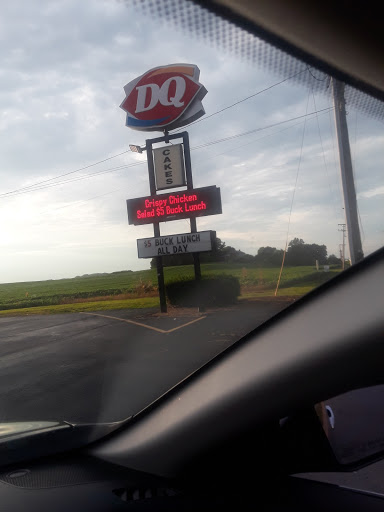 DQ
CAKES
Crispy Chicken
Salad $5 Buck Lunch
$5 BUCK LUNCH
ALL DAY